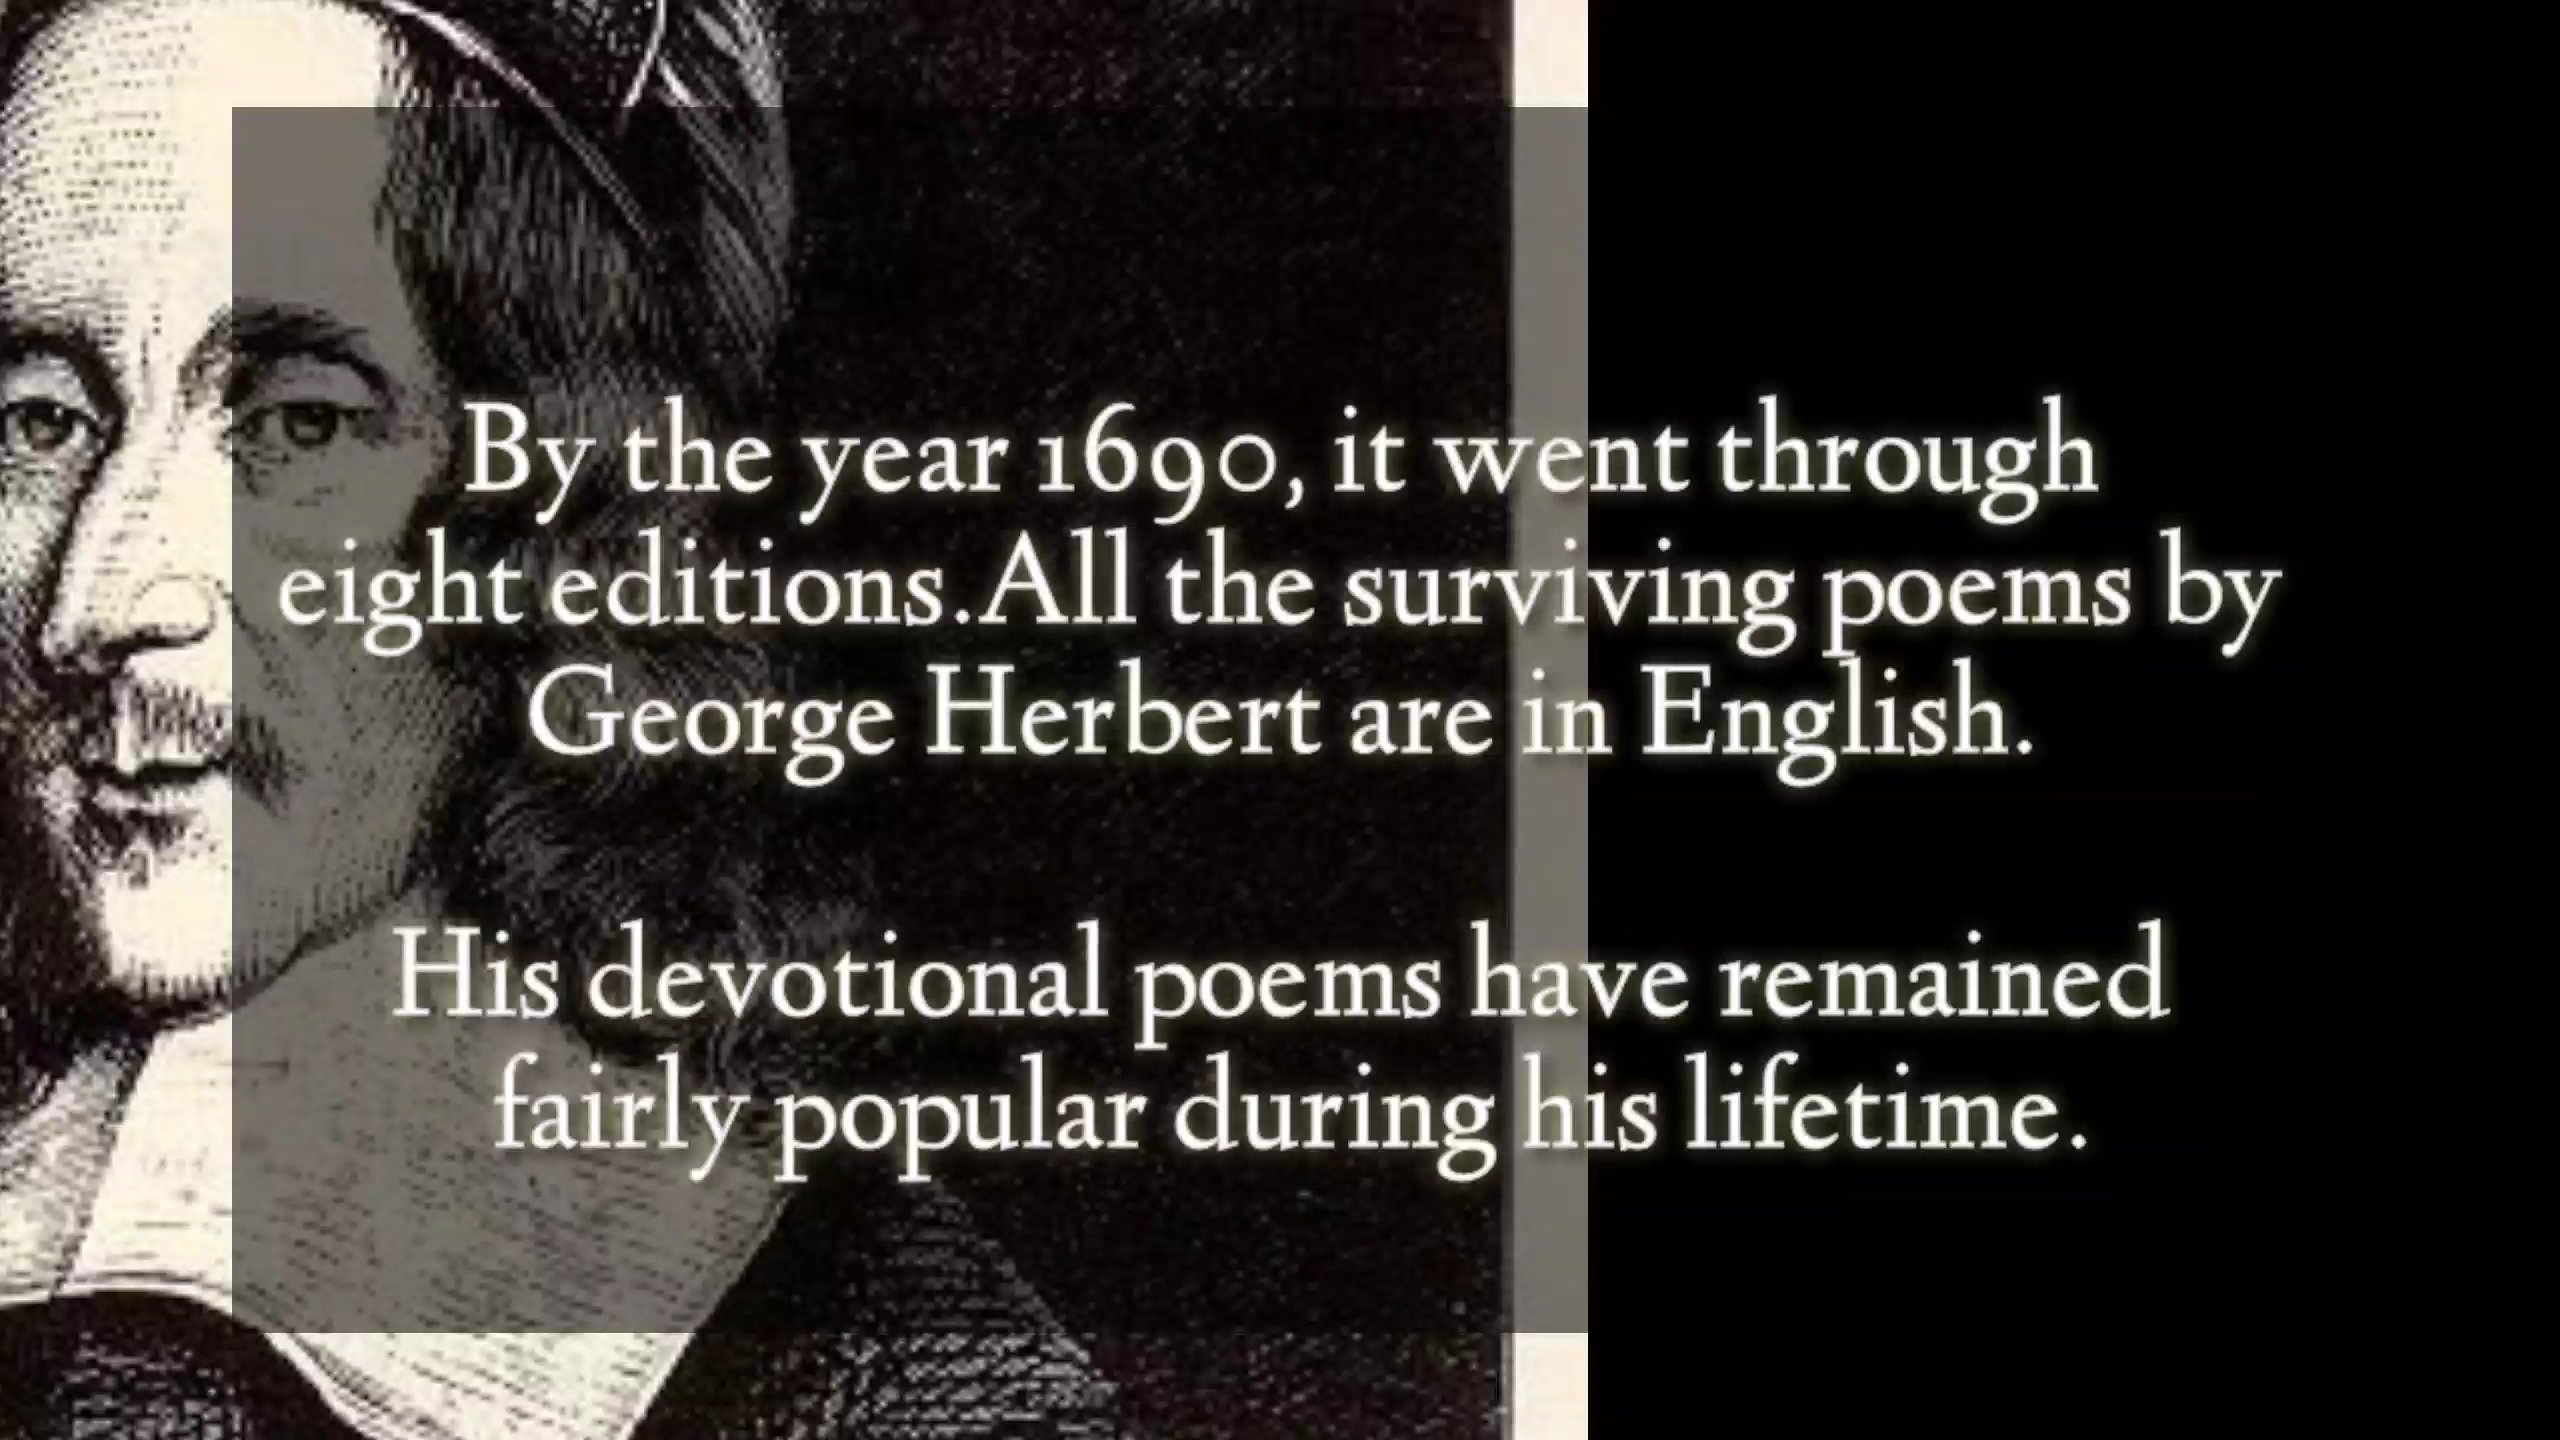 By the year 1690, it went through
eight editions.All the surviving poems by
George Herbert are in English.
His devotional poems have remained
fairly popular during his lifetime.